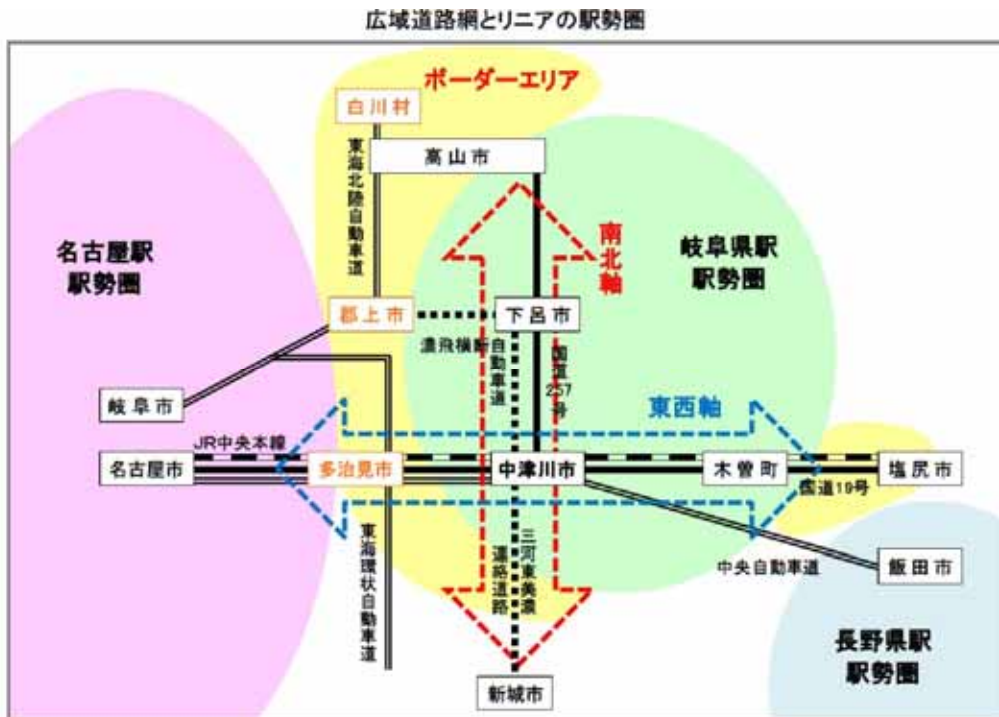 広域道路網とリニアの駅勢圏
ボーダーエリア
白川村
高山市
東海北陸自動車道
名古屋駅
駅勢圏
南北軸
岐阜県駅
駅勢圏
郡上市
下呂市
濃飛横断自動車道
国道257号
岐阜市
東西軸
JR中央本線
名古屋市
多治見市
中津川市
木曽町
塩尻市
国道19号
東海環状自動車道
三河東美濃
連絡道路
中央自動車道
飯田市
長野県駅
駅勢圏
新城市